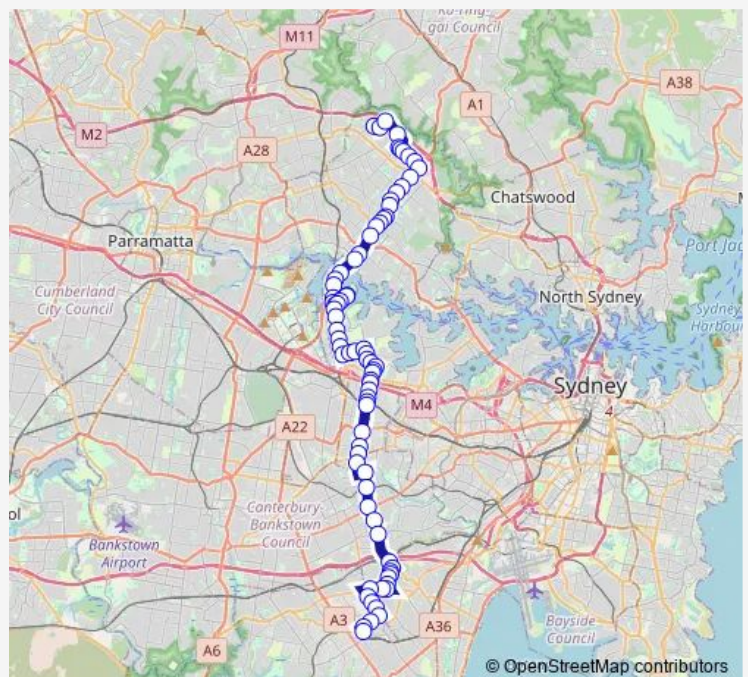 Ku-ring-
gai Council
M11
A38
A1
M2
A28
Chatswood
Parramatta
Port Jac
Cumberland
City Council
North Sydney
Sydney
Harbour
Sydney
M4
4
A22
ol
Canterbury-
Bankstown
Council
Bankstown
Airport
A3
A36
Bayside
Council
A6
© OpenStreetMap contributors